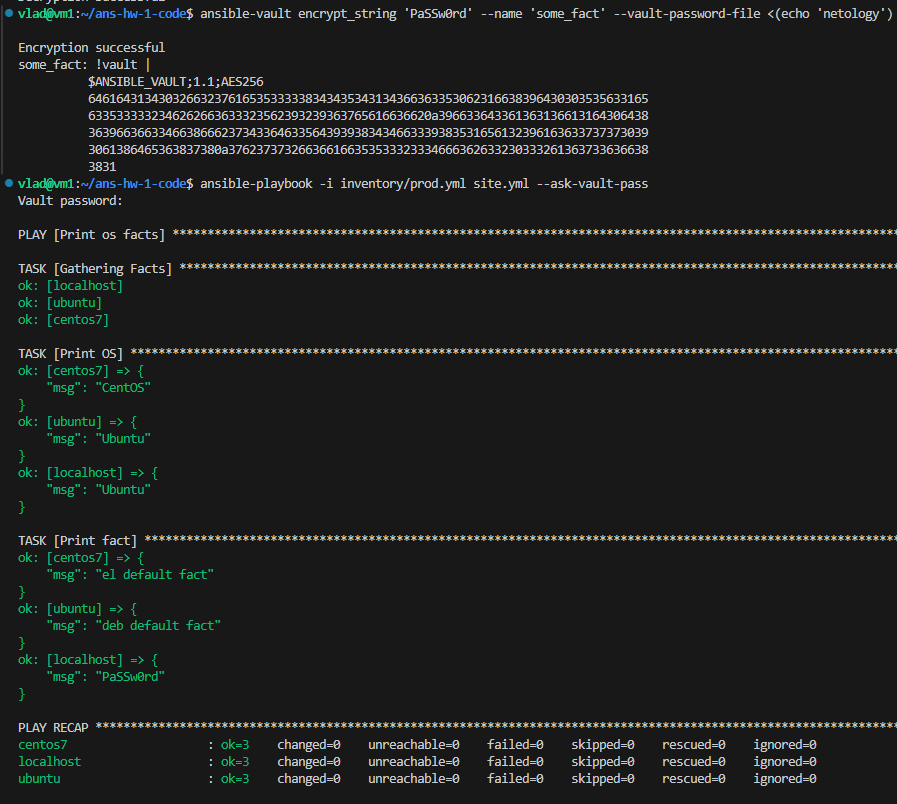 vlad@vm1:~/ans-hw-1-code$ ansible-vault encrypt_string 'PaSSw0rd' --name 'some_fact' --vault-password-file <(echo 'netology')
Encryption successful
some_fact: !vault |
          $ANSIBLE_VAULT;1.1;AES256
vlad@vm1:~/ans-hw-1-code$ ansible-playbook -i inventory/prod.yml site.yml --ask-vault-pass
Vault password:
PLAY [Print os facts] ****************************************************************************************************
TASK [Gathering Facts] ***************************************************************************************************
ok: [localhost]
ok: [ubuntu]
ok: [centos7]
TASK [Print OS] **********************************************************************************************************
ok: [centos7] => {
    "msg": "CentOS"
}
ok: [ubuntu] => {
    "msg": "Ubuntu"
}
ok: [localhost] => {
    "msg": "Ubuntu"
}
TASK [Print fact] ********************************************************************************************************
ok: [centos7] => {
    "msg": "el default fact"
}
ok: [ubuntu] => {
    "msg": "deb default fact"
}
ok: [localhost] => {
    "msg": "PaSSw0rd"
}
PLAY RECAP ***************************************************************************************************************
centos7                    : ok=3    changed=0    unreachable=0    failed=0    skipped=0    rescued=0    ignored=0
localhost                  : ok=3    changed=0    unreachable=0    failed=0    skipped=0    rescued=0    ignored=0
ubuntu                     : ok=3    changed=0    unreachable=0    failed=0    skipped=0    rescued=0    ignored=0